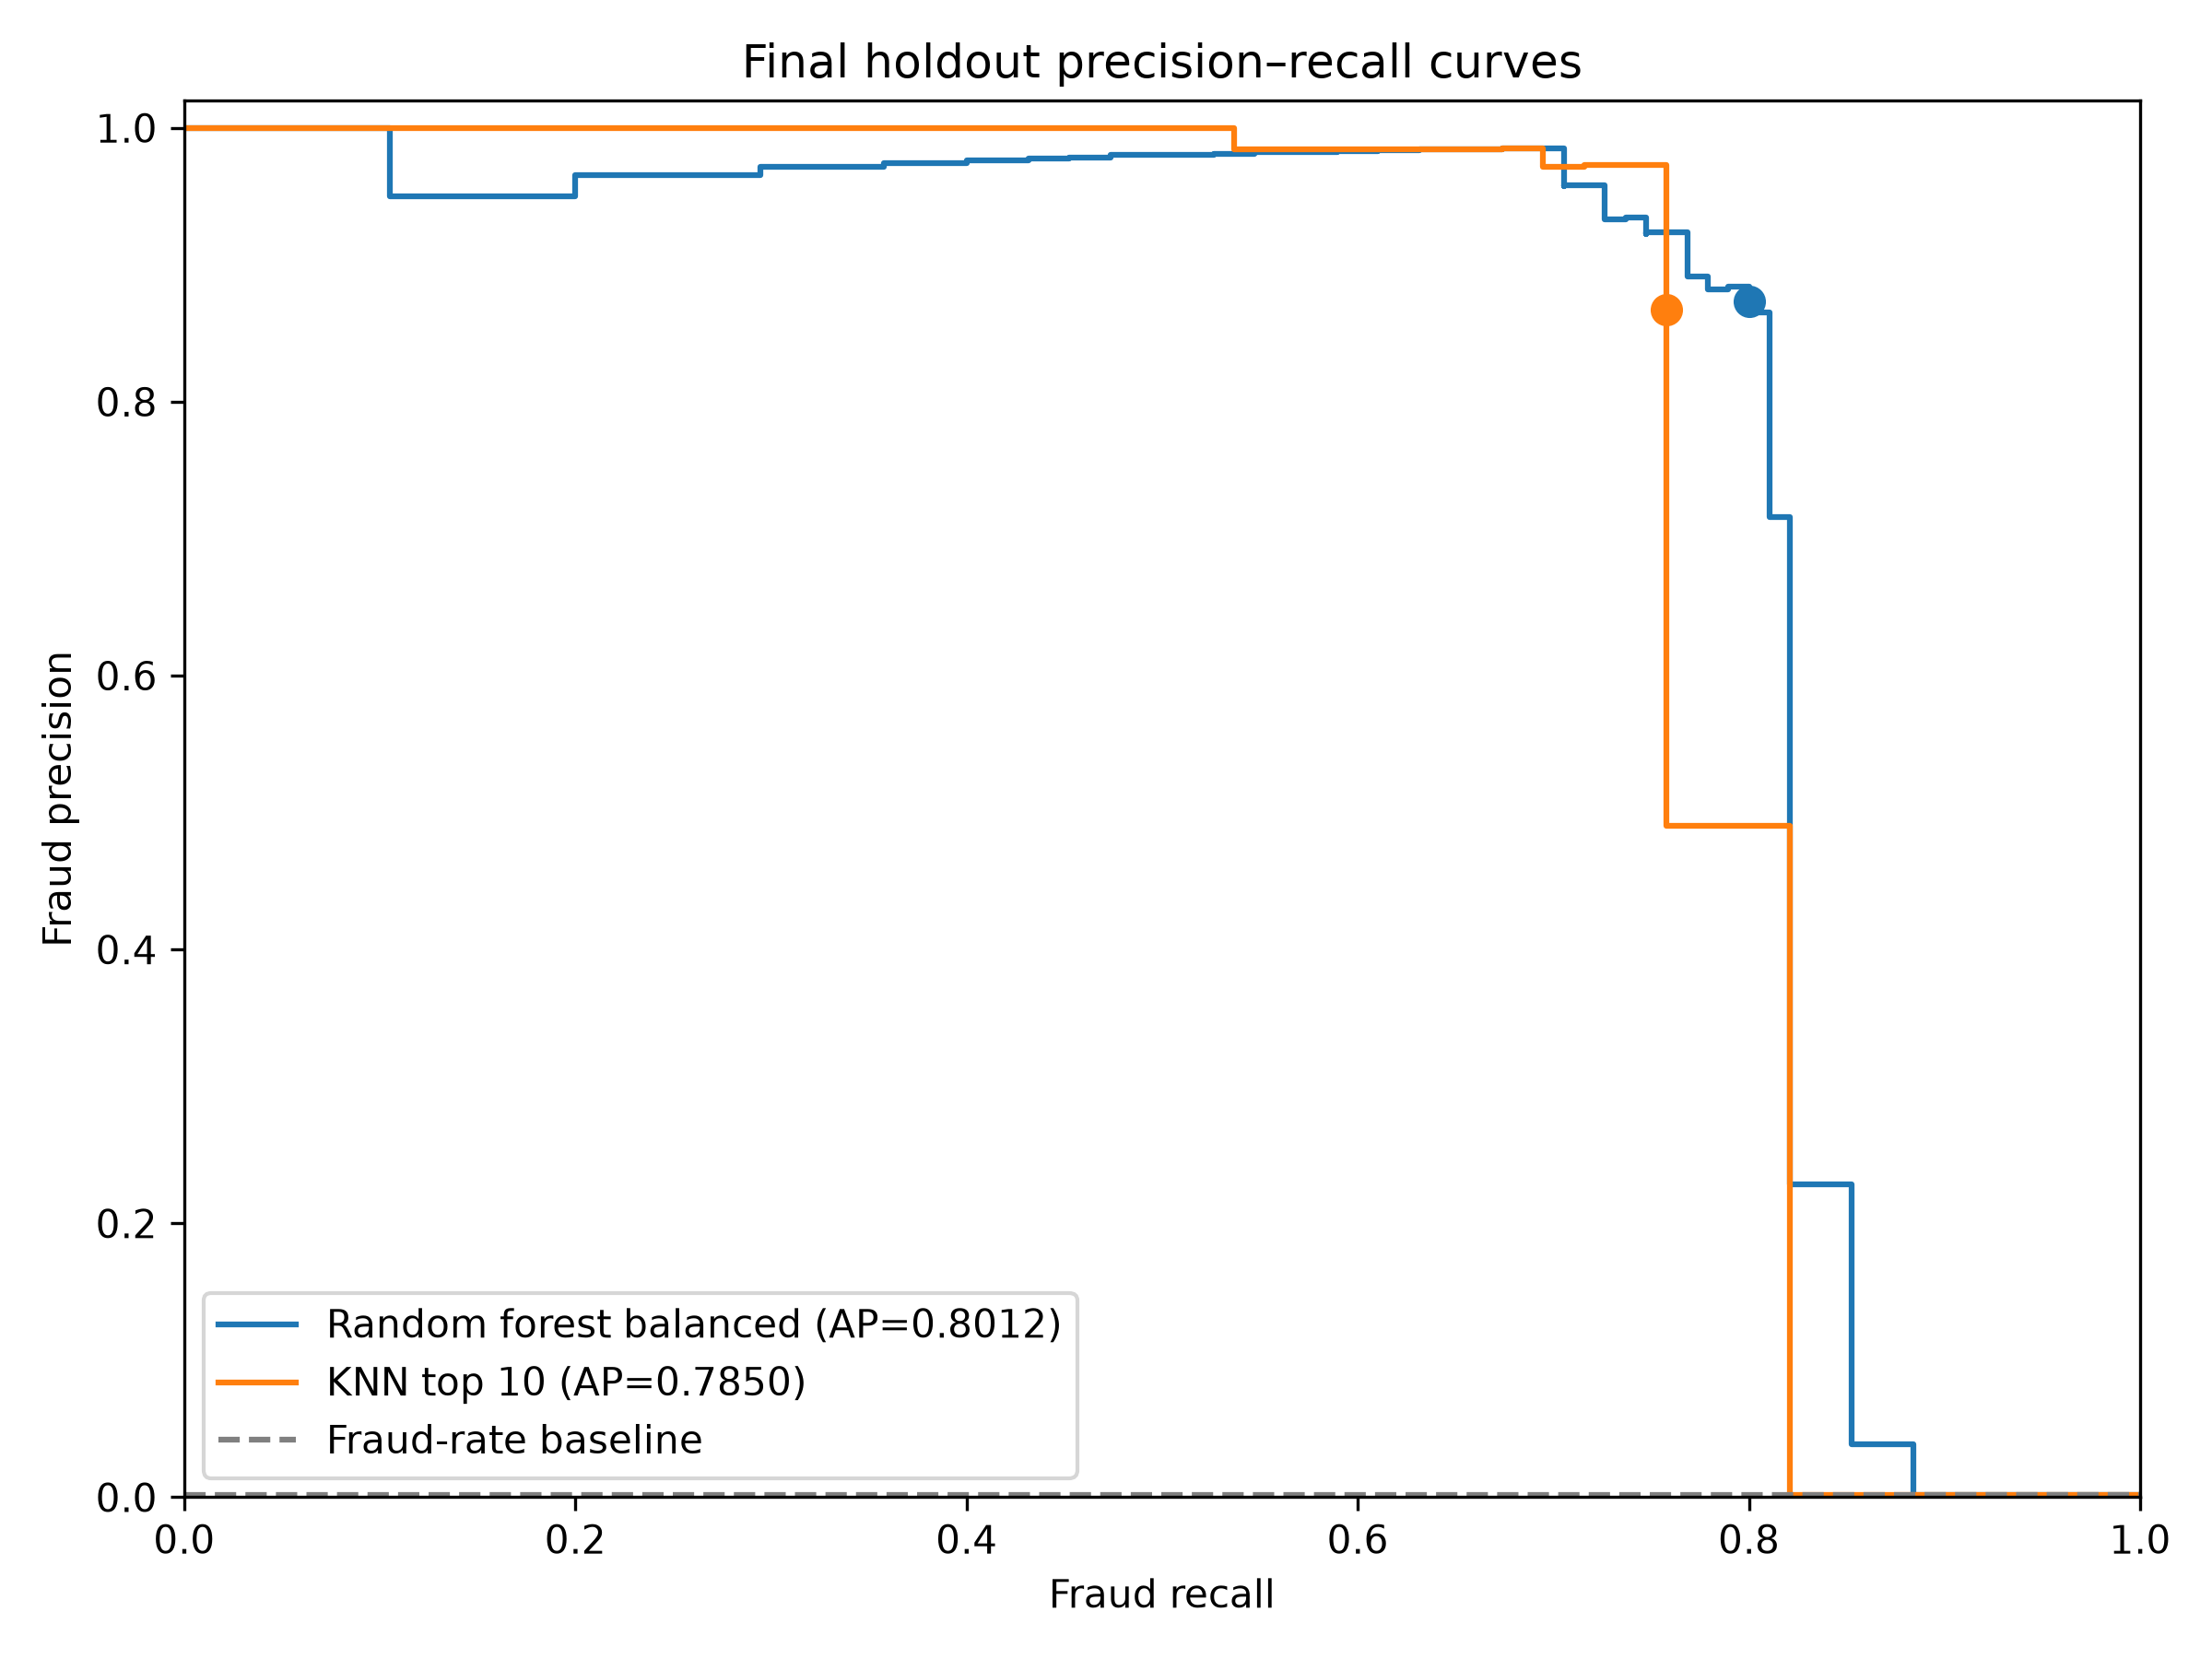 Final holdout precision–recall curves
1.0
0.8
0.6
0.4
0.2
0.0
Fraud precision
Random forest balanced (AP=0.8012)
KNN top 10 (AP=0.7850)
Fraud-rate baseline
0.0 0.2 0.4 0.6 0.8 1.0
Fraud recall